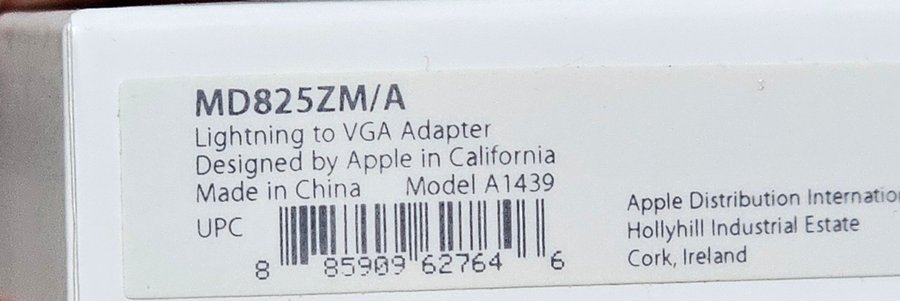 MD825ZM/A
Lightning to VGA Adapter
Designed by Apple in California
Made in China Model A1439
UPC
8 85909 62764 6
Apple Distribution Internatio
Hollyhill Industrial Estate
Cork, Ireland